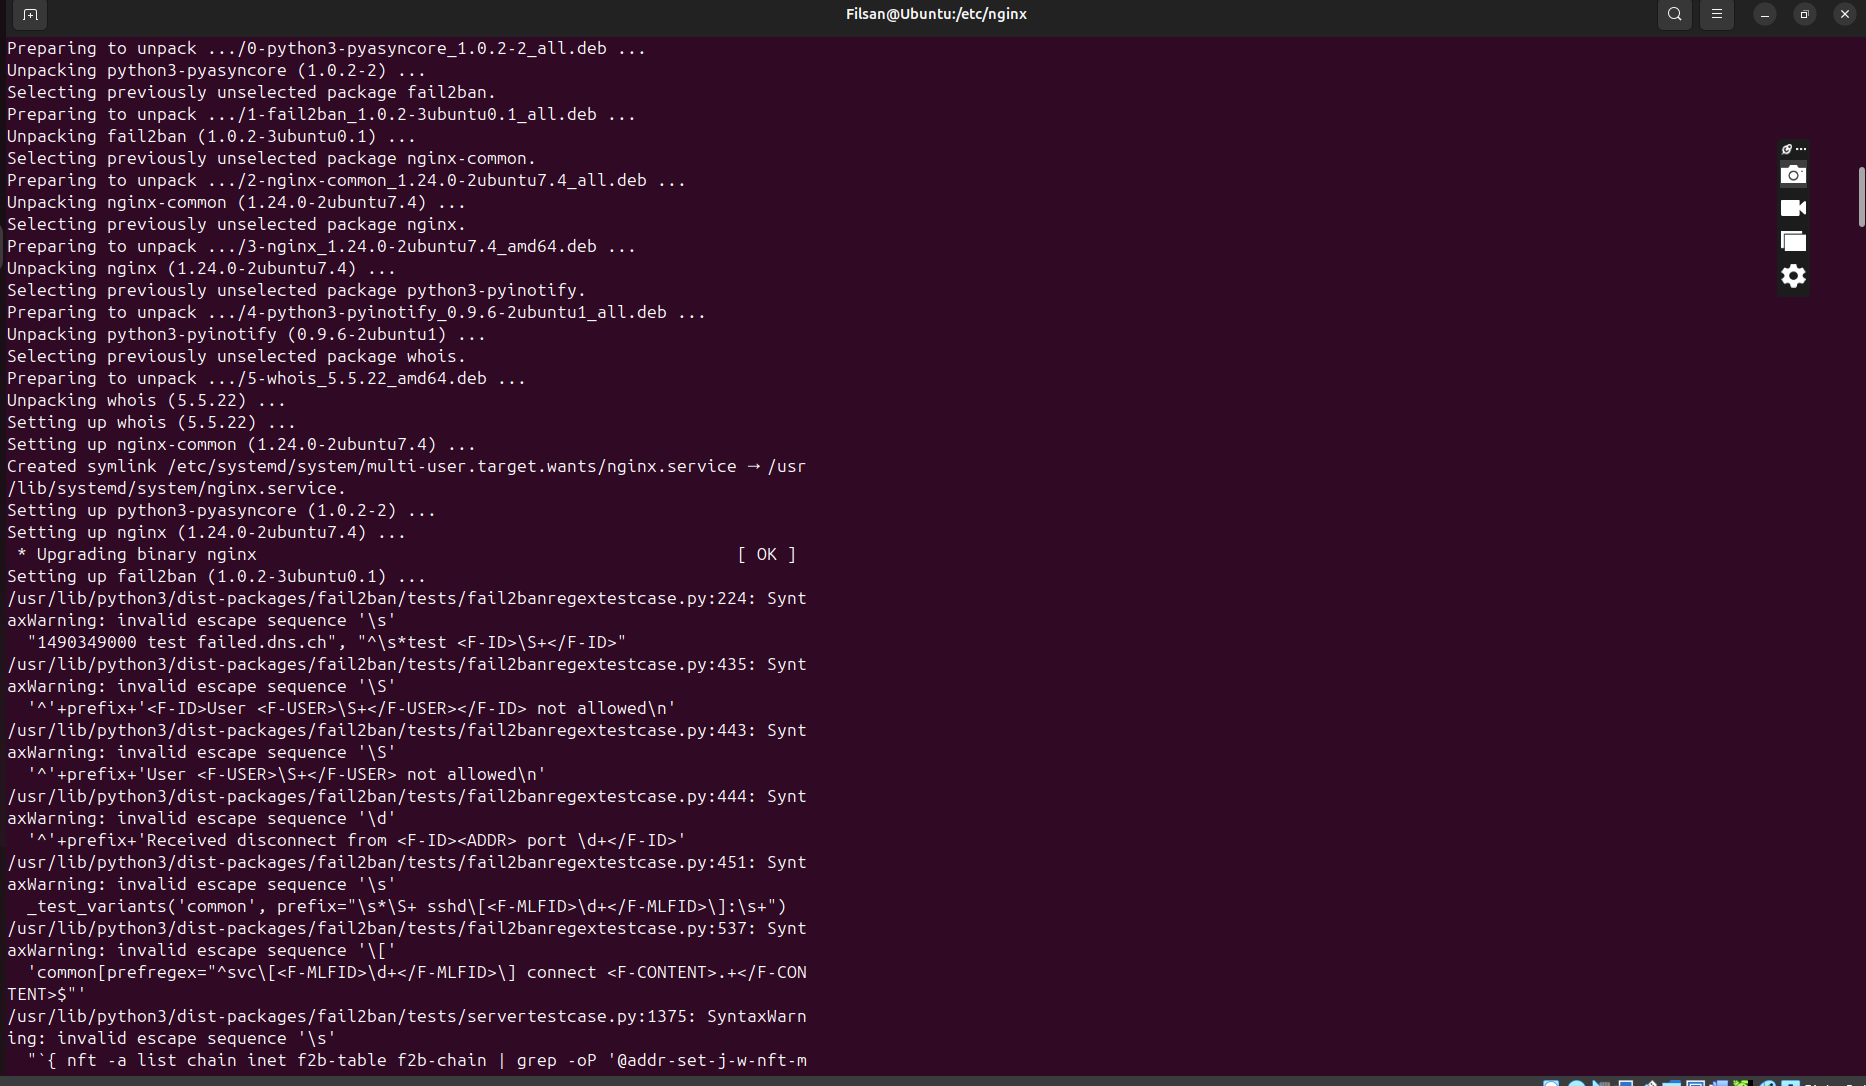 Filsan@Ubuntu:/etc/nginx
Preparing to unpack .../0-python3-pyasyncore_1.0.2-2_all.deb ...
Unpacking python3-pyasyncore (1.0.2-2) ...
Selecting previously unselected package fail2ban.
Preparing to unpack .../1-fail2ban_1.0.2-3ubuntu0.1_all.deb ...
Unpacking fail2ban (1.0.2-3ubuntu0.1) ...
Selecting previously unselected package nginx-common.
Preparing to unpack .../2-nginx-common_1.24.0-2ubuntu7.4_all.deb ...
Unpacking nginx-common (1.24.0-2ubuntu7.4) ...
Selecting previously unselected package nginx.
Preparing to unpack .../3-nginx_1.24.0-2ubuntu7.4_amd64.deb ...
Unpacking nginx (1.24.0-2ubuntu7.4) ...
Selecting previously unselected package python3-pyinotify.
Preparing to unpack .../4-python3-pyinotify_0.9.6-2ubuntu1_all.deb ...
Unpacking python3-pyinotify (0.9.6-2ubuntu1) ...
Selecting previously unselected package whois.
Preparing to unpack .../5-whois_5.5.22_amd64.deb ...
Unpacking whois (5.5.22) ...
Setting up whois (5.5.22) ...
Setting up nginx-common (1.24.0-2ubuntu7.4) ...
Created symlink /etc/systemd/system/multi-user.target.wants/nginx.service → /usr
/lib/systemd/system/nginx.service.
Setting up python3-pyasyncore (1.0.2-2) ...
Setting up nginx (1.24.0-2ubuntu7.4) ...
 * Upgrading binary nginx                                                [ OK ]
Setting up fail2ban (1.0.2-3ubuntu0.1) ...
/usr/lib/python3/dist-packages/fail2ban/tests/fail2banregextestcase.py:224: Synt
axWarning: invalid escape sequence '\s'
  "1490349000 test failed.dns.ch", "^\s*test <F-ID>\S+</F-ID>"
/usr/lib/python3/dist-packages/fail2ban/tests/fail2banregextestcase.py:435: Synt
axWarning: invalid escape sequence '\S'
  '^'+prefix+'<F-ID>User <F-USER>\S+</F-USER></F-ID> not allowed\n'
/usr/lib/python3/dist-packages/fail2ban/tests/fail2banregextestcase.py:443: Synt
axWarning: invalid escape sequence '\S'
  '^'+prefix+'User <F-USER>\S+</F-USER> not allowed\n'
/usr/lib/python3/dist-packages/fail2ban/tests/fail2banregextestcase.py:444: Synt
axWarning: invalid escape sequence '\d'
  '^'+prefix+'Received disconnect from <F-ID><ADDR> port \d+</F-ID>'
/usr/lib/python3/dist-packages/fail2ban/tests/fail2banregextestcase.py:451: Synt
axWarning: invalid escape sequence '\s'
  _test_variants('common', prefix="\s*\S+ sshd\[<F-MLFID>\d+</F-MLFID>\]:\s+")
/usr/lib/python3/dist-packages/fail2ban/tests/fail2banregextestcase.py:537: Synt
axWarning: invalid escape sequence '\['
  'common[prefregex="^svc\[<F-MLFID>\d+</F-MLFID>\] connect <F-CONTENT>.+</F-CON
TENT>$"'
/usr/lib/python3/dist-packages/fail2ban/tests/servertestcase.py:1375: SyntaxWarn
ing: invalid escape sequence '\s'
  "`{ nft -a list chain inet f2b-table f2b-chain | grep -oP '@addr-set-j-w-nft-m